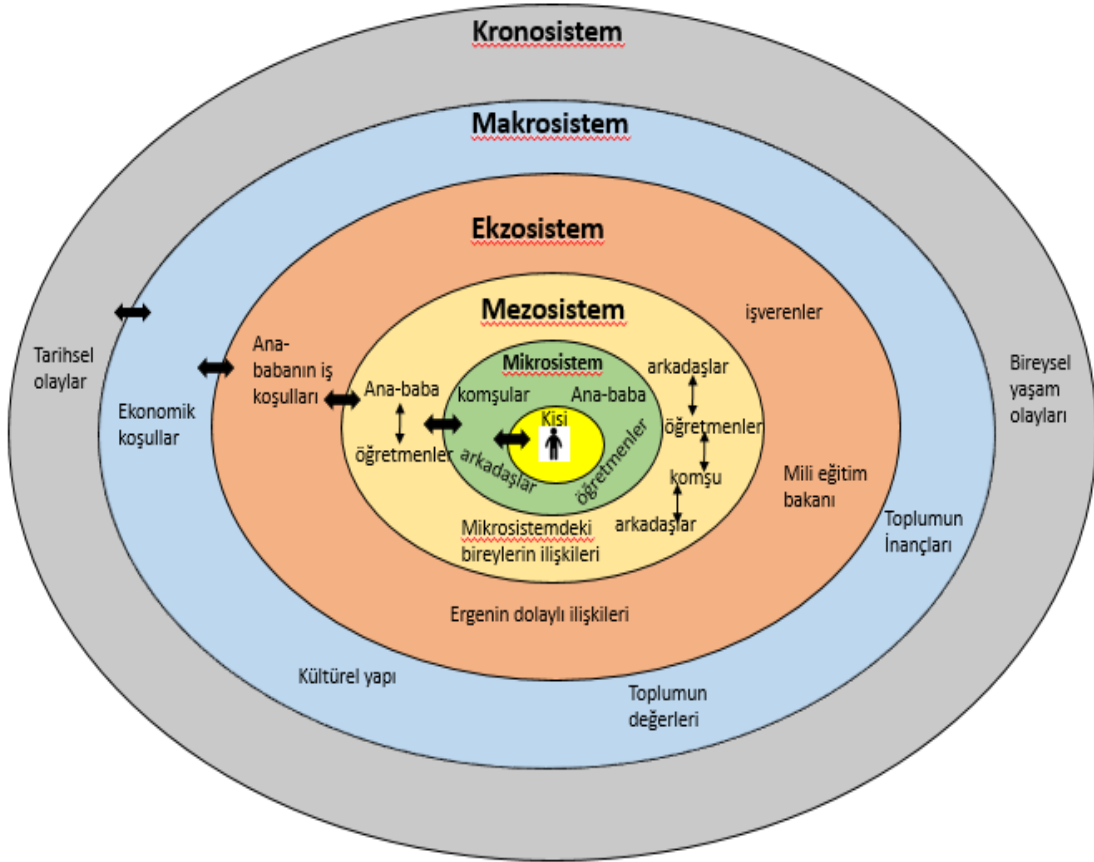 Kronosistem
Makrosistem
Ekzosistem
Mezosistem
Mikrosistem
Kisi
komşular
Ana-baba
arkadaşlar
öğretmenler
Ana-baba
öğretmenler
arkadaşlar
öğretmenler
komşu
arkadaşlar
Mikrosistemdeki
bireylerin ilişkileri
işverenler
Ana-
babanın iş
koşulları
Mili eğitim
bakanı
Ergenin dolaylı ilişkileri
Ekonomik
koşullar
Toplumun
İnançları
Kültürel yapı
Toplumun
değerleri
Tarihsel
olaylar
Bireysel
yaşam
olayları